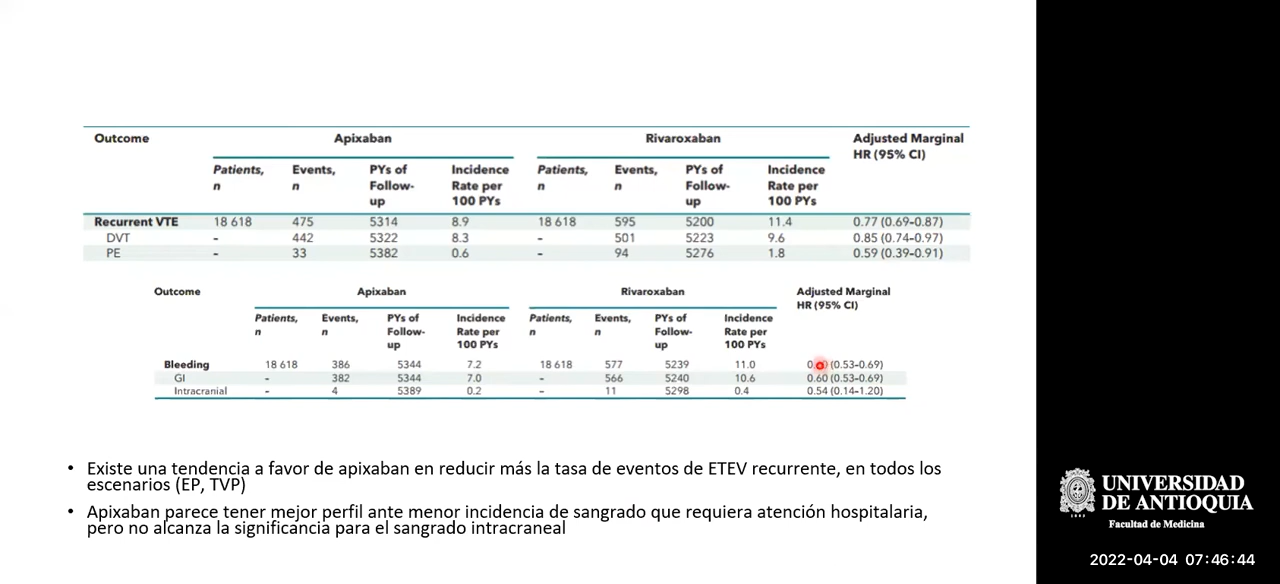 Outcome Apixaban Rivaroxaban Adjusted Marginal
HR (95% CI)
Patients, Events, PYs of Incidence Patients, Events, PYs of Incidence
n n Follow- Rate per n n Follow- Rate per
up 100 PYs up 100 PYs
Recurrent VTE 18 618 475 5314 8.9 18 618 595 5200 11.4 0.77 (0.69–0.87)
DVT - 442 5322 8.3 - 501 5223 9.6 0.85 (0.74–0.97)
PE - 33 5382 0.6 - 94 5276 1.8 0.59 (0.39–0.91)
Outcome Apixaban Rivaroxaban Adjusted Marginal
HR (95% CI)
Patients, Events, PYs of Incidence Patients, Events, PYs of Incidence
n n Follow- Rate per n n Follow- Rate per
up 100 PYs up 100 PYs
Bleeding 18 618 386 5344 7.2 18 618 577 5239 11.0 (0.53–0.69)
GI - 382 5344 7.0 - 566 5240 10.6 0.60 (0.53–0.69)
Intracranial - 4 5389 0.2 - 11 5298 0.4 0.54 (0.14–1.20)
• Existe una tendencia a favor de apixaban en reducir más la tasa de eventos de ETEV recurrente, en todos los
escenarios (EP, TVP)
• Apixaban parece tener mejor perfil ante menor incidencia de sangrado que requiera atención hospitalaria,
pero no alcanza la significancia para el sangrado intracraneal
UNIVERSIDAD
DE ANTIOQUIA
1803
Facultad de Medicina
2022-04-04 07:46:44